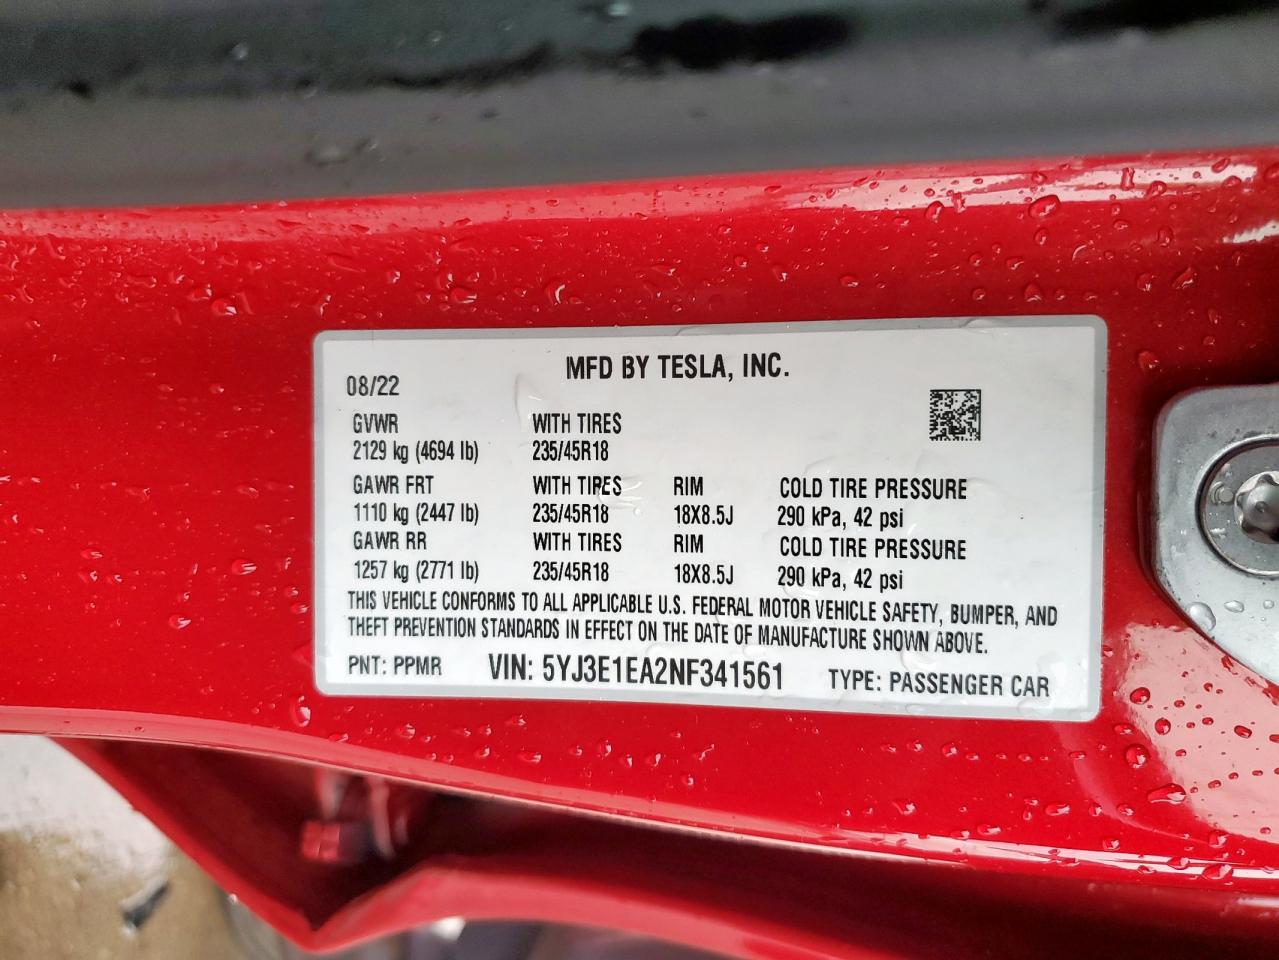 MFD BY TESLA, INC.
08/22
GVWR WITH TIRES
2129 kg (4694 lb) 235/45R18
GAWR FRT WITH TIRES RIM COLD TIRE PRESSURE
1110 kg (2447 lb) 235/45R18 18X8.5J 290 kPa, 42 psi
GAWR RR WITH TIRES RIM COLD TIRE PRESSURE
1257 kg (2771 lb) 235/45R18 18X8.5J 290 kPa, 42 psi
THIS VEHICLE CONFORMS TO ALL APPLICABLE U.S. FEDERAL MOTOR VEHICLE SAFETY, BUMPER, AND
THEFT PREVENTION STANDARDS IN EFFECT ON THE DATE OF MANUFACTURE SHOWN ABOVE.
PNT: PPMR VIN: 5YJ3E1EA2NF341561 TYPE: PASSENGER CAR